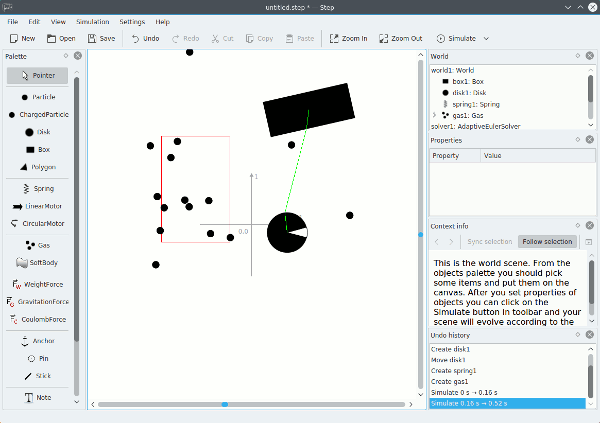 untitled.step * — Step
File Edit View Simulation Settings Help
New Open Save Undo Redo Cut Copy Paste Zoom In Zoom Out Simulate
Palette
Pointer
Particle
ChargedParticle
Disk
Box
Polygon
Spring
LinearMotor
CircularMotor
Gas
SoftBody
WeightForce
GravitationForce
CoulombForce
Anchor
Pin
Stick
Note
1
0.0
World
world1: World
box1: Box
disk1: Disk
spring1: Spring
gas1: Gas
solver1: AdaptiveEulerSolver
Properties
Property Value
Context info
Sync selection Follow selection
This is the world scene. From the
objects palette you should pick
some items and put them on the
canvas. After you set properties of
objects you can click on the
Simulate button in toolbar and your
scene will evolve according to the
Undo history
Create disk1
Move disk1
Create spring1
Create gas1
Simulate 0 s → 0.16 s
Simulate 0.16 s → 0.52 s